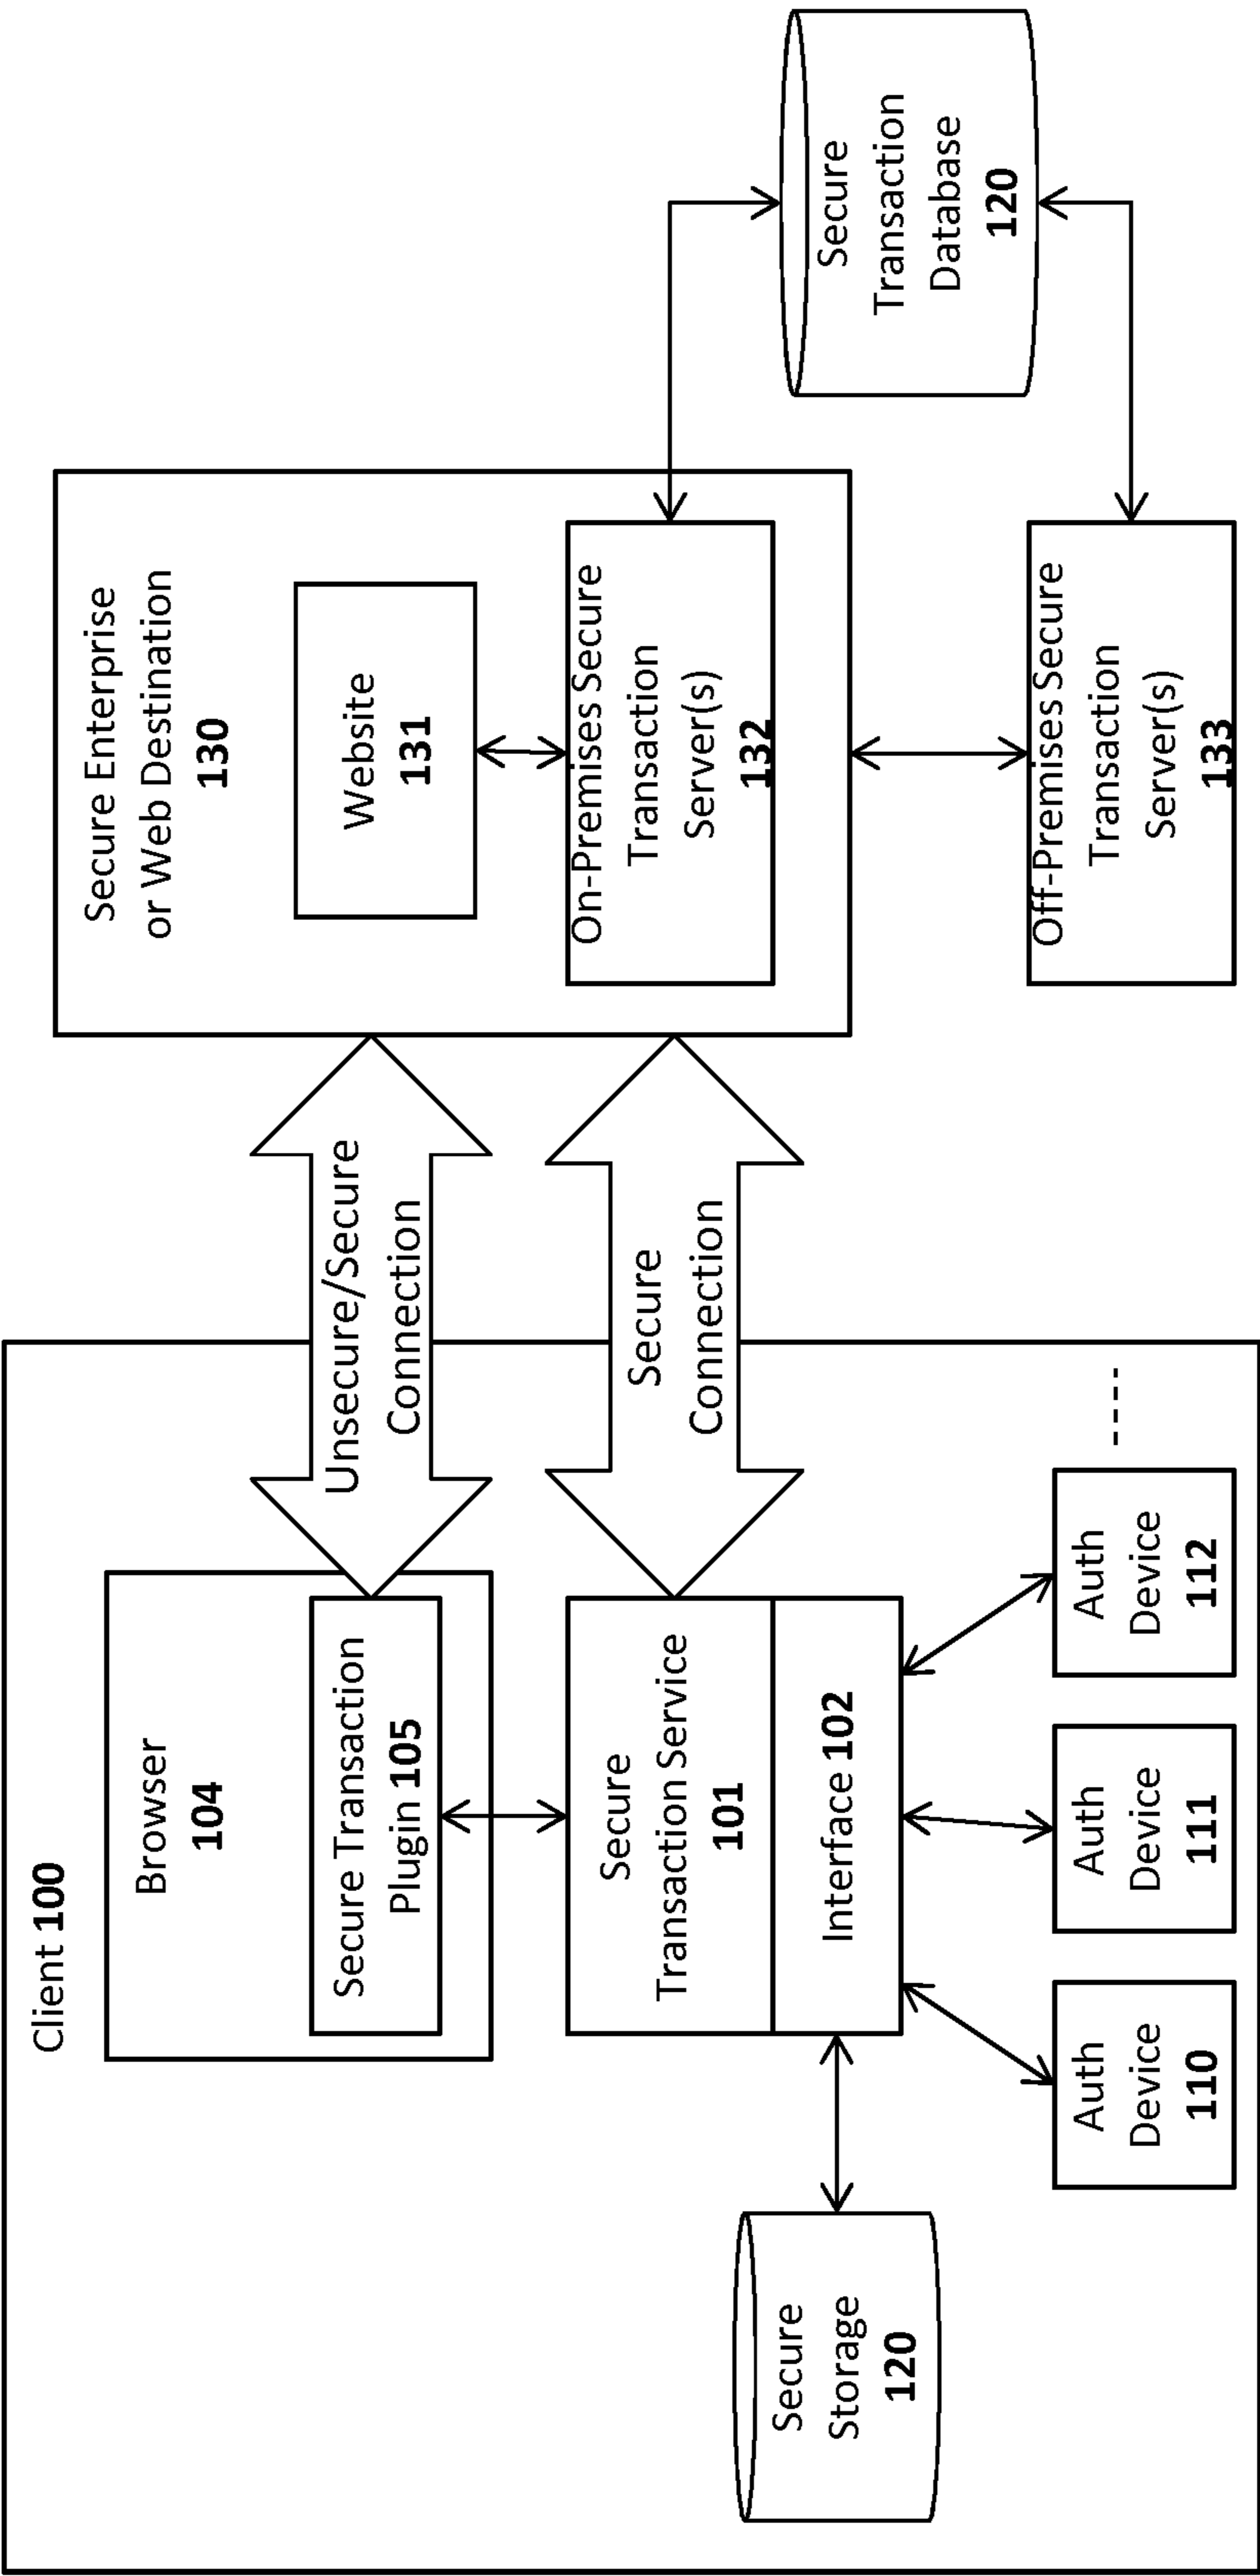 Client 100
Browser
104
Secure Transaction
Plugin 105
Secure
Transaction Service
101
Interface 102
Secure
Storage
120
Auth
Device
110
Auth
Device
111
Auth
Device
112
Unsecure/Secure
Connection
Secure
Connection
Secure Enterprise
or Web Destination
130
Website
131
On-Premises Secure
Transaction
Server(s)
132
Off-Premises Secure
Transaction
Server(s)
133
Secure
Transaction
Database
120